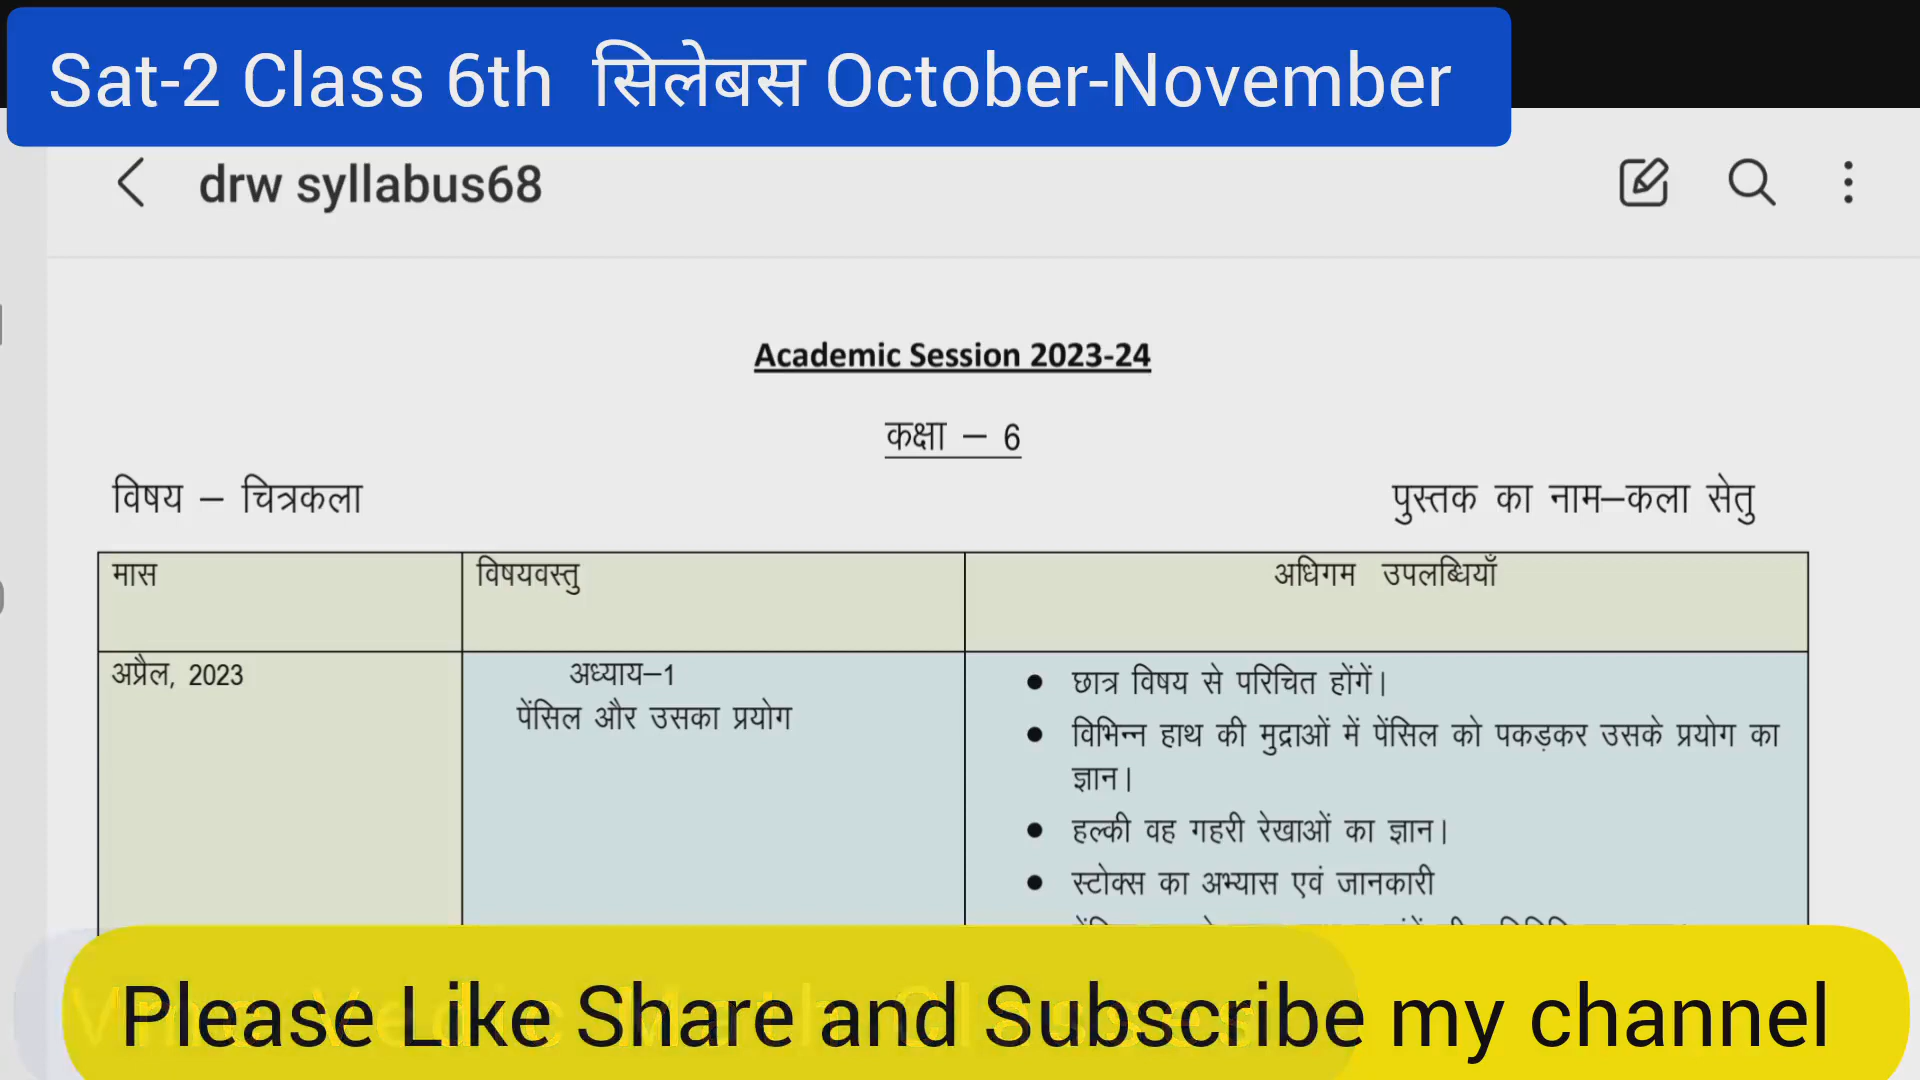 Sat-2 Class 6th सिलेबस October-November
drw syllabus68
Academic Session 2023-24
कक्षा – 6
विषय – चित्रकला
पुस्तक का नाम–कला सेतु
मास
विषयवस्तु
अधिगम उपलब्धियाँ
अप्रैल, 2023
अध्याय–1
पेंसिल और उसका प्रयोग
● छात्र विषय से परिचित होंगें।
● विभिन्न हाथ की मुद्राओं में पेंसिल को पकड़कर उसके प्रयोग का
ज्ञान।
● हल्की वह गहरी रेखाओं का ज्ञान।
● स्टोक्स का अभ्यास एवं जानकारी
Please Like Share and Subscribe my channel